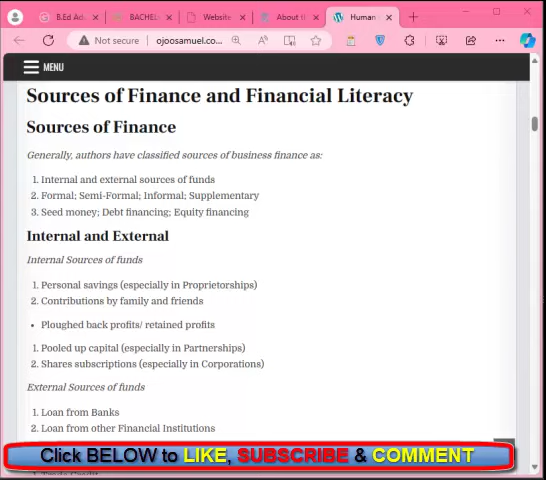 B.Ed Ad
BACHEL
Website
About t
Human
Not secure
ojoosamuel.co...
MENU
Sources of Finance and Financial Literacy
Sources of Finance
Generally, authors have classified sources of business finance as:
1. Internal and external sources of funds
2. Formal; Semi-Formal; Informal; Supplementary
3. Seed money; Debt financing; Equity financing
Internal and External
Internal Sources of funds
1. Personal savings (especially in Proprietorships)
2. Contributions by family and friends
• Ploughed back profits/ retained profits
1. Pooled up capital (especially in Partnerships)
2. Shares subscriptions (especially in Corporations)
External Sources of funds
1. Loan from Banks
2. Loan from other Financial Institutions
Click BELOW to LIKE, SUBSCRIBE & COMMENT